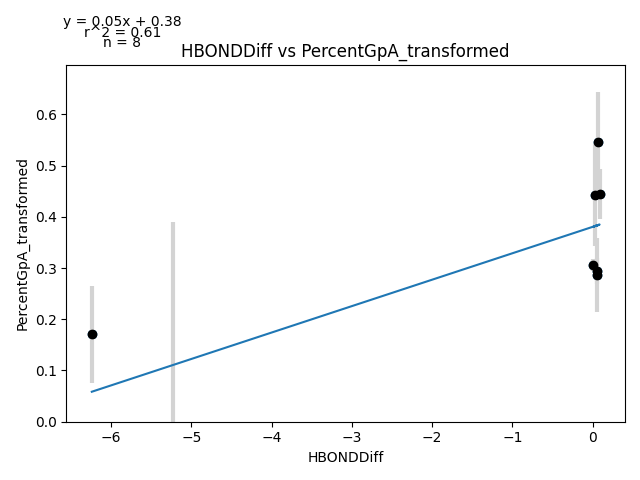 y = 0.05x + 0.38
r^2 = 0.61
n = 8
HBONDDiff vs PercentGpA_transformed
PercentGpA_transformed
0.6
0.5
0.4
0.3
0.2
0.1
0.0
−6 −5 −4 −3 −2 −1 0
HBONDDiff